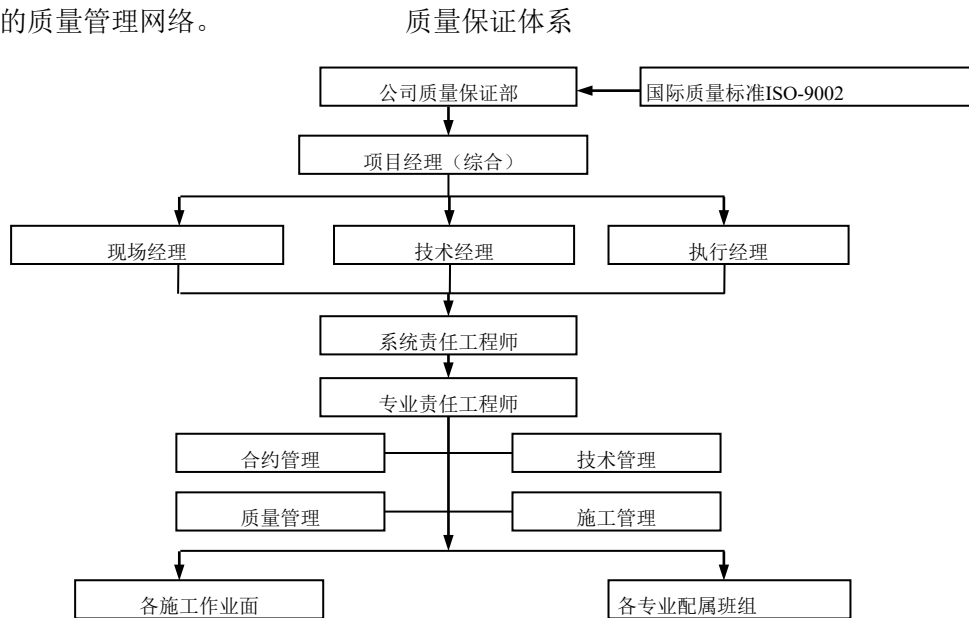 的质量管理网络。 质量保证体系
公司质量保证部 国际质量标准ISO-9002
项目经理（综合）
现场经理 技术经理 执行经理
系统责任工程师
专业责任工程师
合约管理 技术管理
质量管理 施工管理
各施工作业面 各专业配属班组